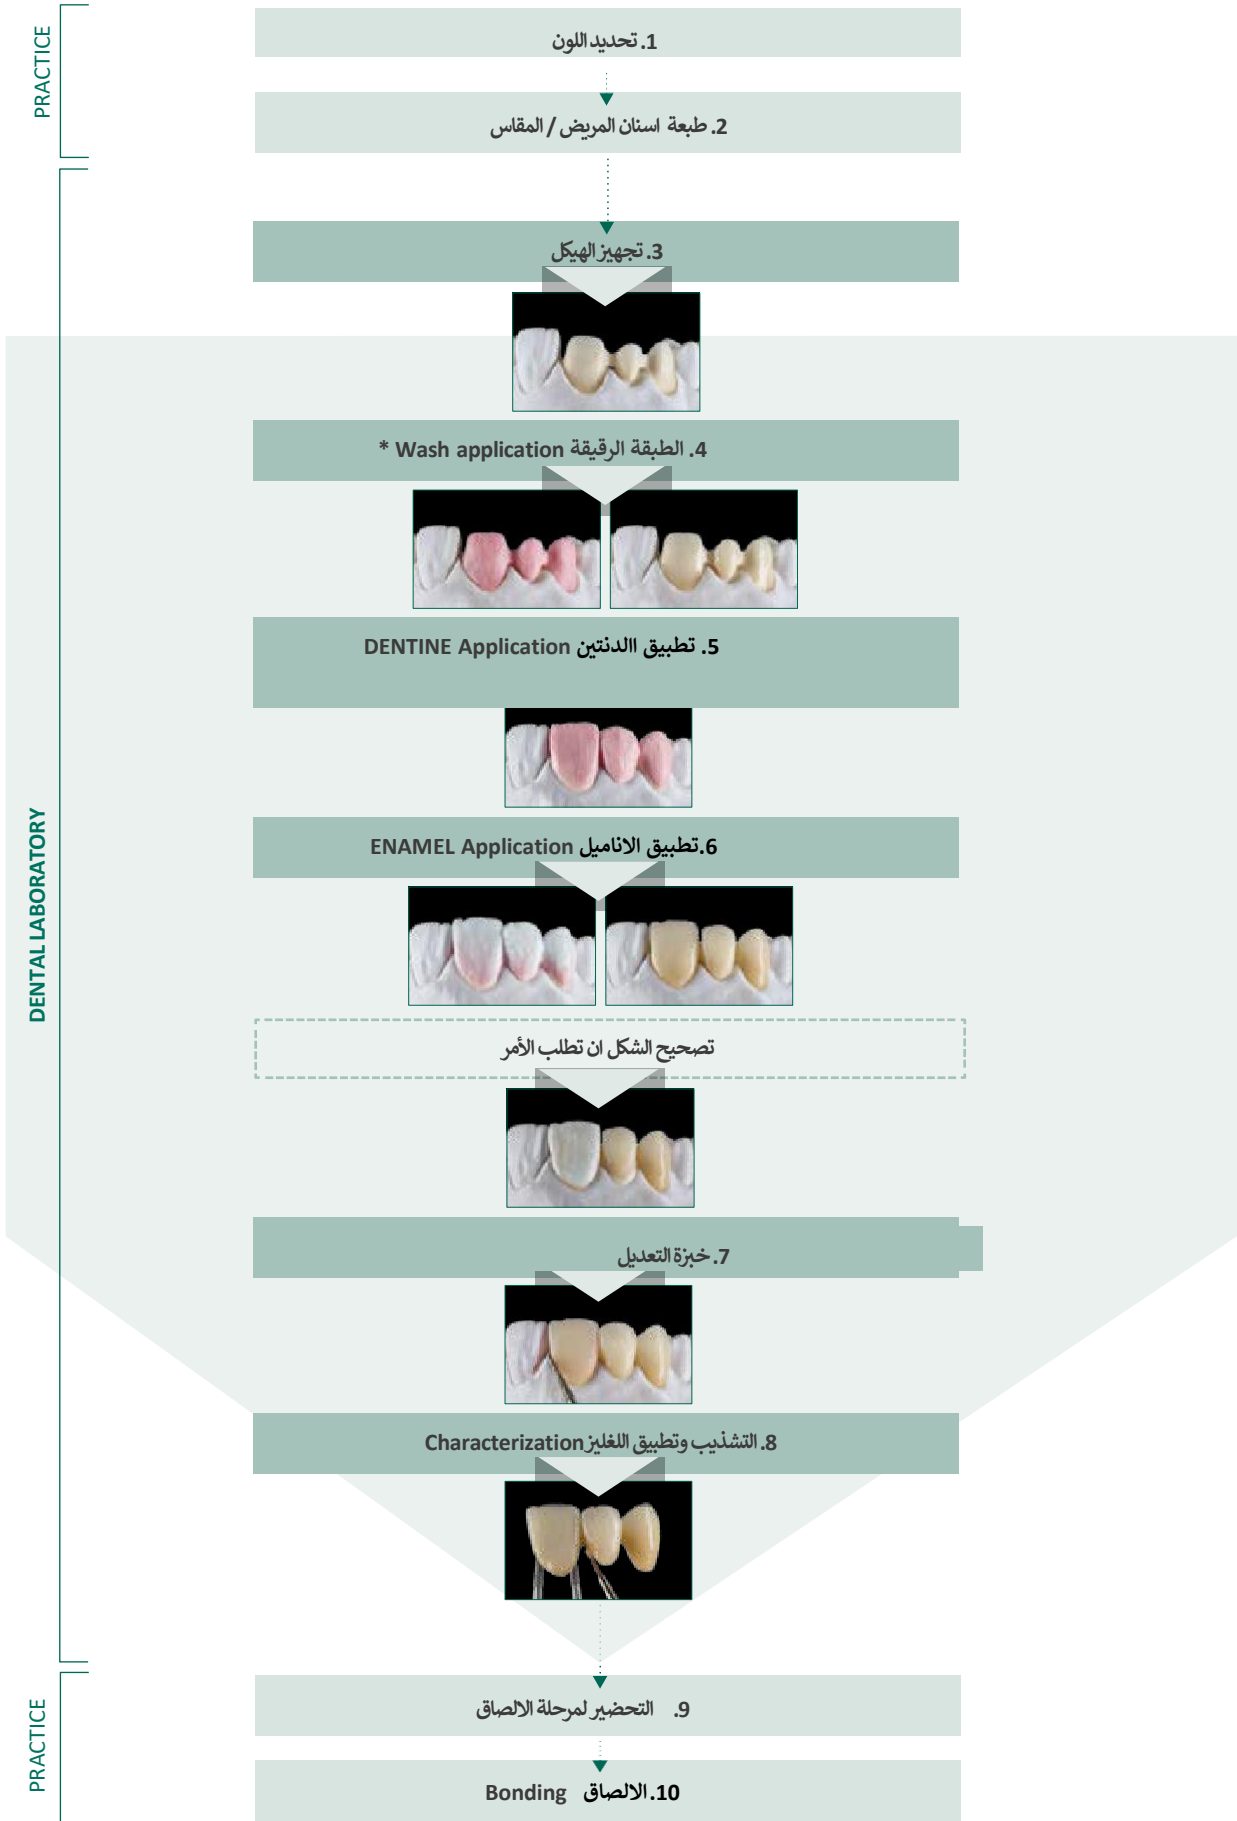 PRACTICE
1. تحديد اللون
2. طبعة اسنان المريض / المقاس
DENTAL LABORATORY
3. تجهيز الهيكل
4. الطبقة الرقيقة Wash application *
5. تطبيق االدنتين DENTINE Application
6.تطبيق الاناميل ENAMEL Application
تصحيح الشكل ان تطلب الأمر
7. خبزة التعديل
8. التشذيب وتطبيق اللغليز Characterization
PRACTICE
9. التحضير لمرحلة الالصاق
10. الالصاق Bonding